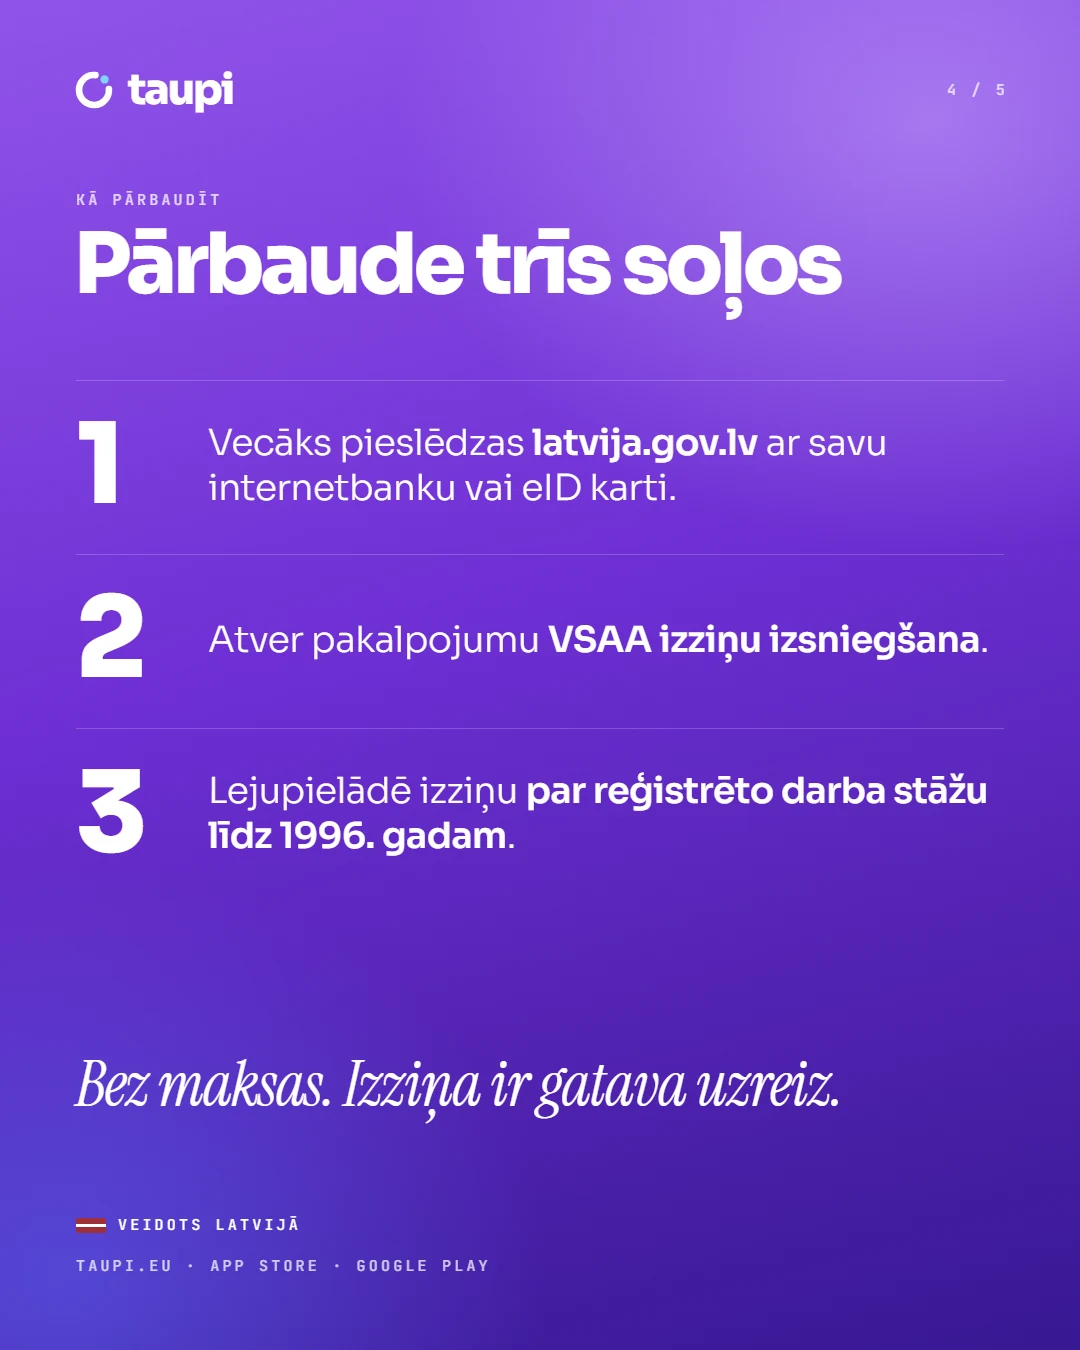 taupi
4 / 5
KĀ PĀRBAUDĪT
Pārbaude trīs soļos
1
Vecāks pieslēdzas latvija.gov.lv ar savu
internetbanku vai eID karti.
2
Atver pakalpojumu VSAA izziņu izsniegšana.
3
Lejupielādē izziņu par reģistrēto darba stāžu
līdz 1996. gadam.
Bez maksas. Izziņa ir gatava uzreiz.
VEIDOTS LATVIJĀ
TAUPI.EU · APP STORE · GOOGLE PLAY